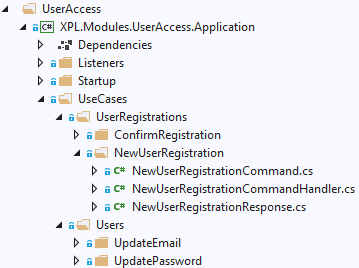 UserAccess
C# XPL.Modules.UserAccess.Application
Dependencies
Listeners
Startup
UseCases
UserRegistrations
ConfirmRegistration
NewUserRegistration
C# NewUserRegistrationCommand.cs
C# NewUserRegistrationCommandHandler.cs
C# NewUserRegistrationResponse.cs
Users
UpdateEmail
UpdatePassword